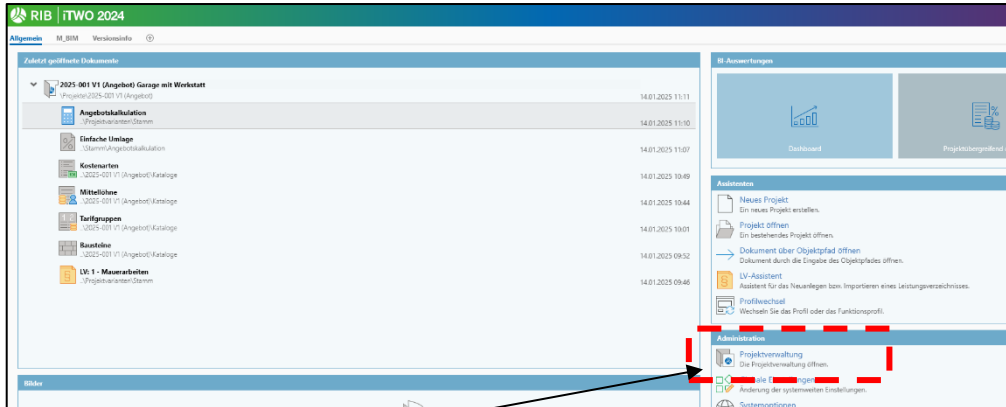 RIB iTWO 2024
Allgemein M_BIM Versionsinfo
Zuletzt geöffnete Dokumente
2025-001 V1 (Angebot) Garage mit Werkstatt
\Projekte\2025-001 V1 (Angebot)
14.01.2025 11:11
Angebotskalkulation
..\Projektvarianten\Stamm
14.01.2025 11:10
Einfache Umlage
..\Stamm\Angebotskalkulation
14.01.2025 11:07
Kostenarten
..\2025-001 V1 (Angebot)\Kataloge
14.01.2025 10:49
Mittellöhne
..\2025-001 V1 (Angebot)\Kataloge
14.01.2025 10:44
Tarifgruppen
..\2025-001 V1 (Angebot)\Kataloge
14.01.2025 10:01
Bausteine
..\2025-001 V1 (Angebot)\Kataloge
14.01.2025 09:52
LV: 1 - Mauerarbeiten
..\Projektvarianten\Stamm
14.01.2025 09:46
Bilder
BI-Auswertungen
Dashboard
Projektübergreifend
Assistenten
Neues Projekt
Ein neues Projekt erstellen.
Projekt öffnen
Ein bestehendes Projekt öffnen.
Dokument über Objektpfad öffnen
Dokument durch die Eingabe des Objektpfades öffnen.
LV-Assistent
Assistent für das Neuanlegen bzw. Importieren eines Leistungsverzeichnisses.
Profilwechsel
Wechseln Sie das Profil oder das Funktionsprofil.
Administration
Projektverwaltung
Die Projektverwaltung öffnen.
Änderung der systemweiten Einstellungen.
Systemoptionen